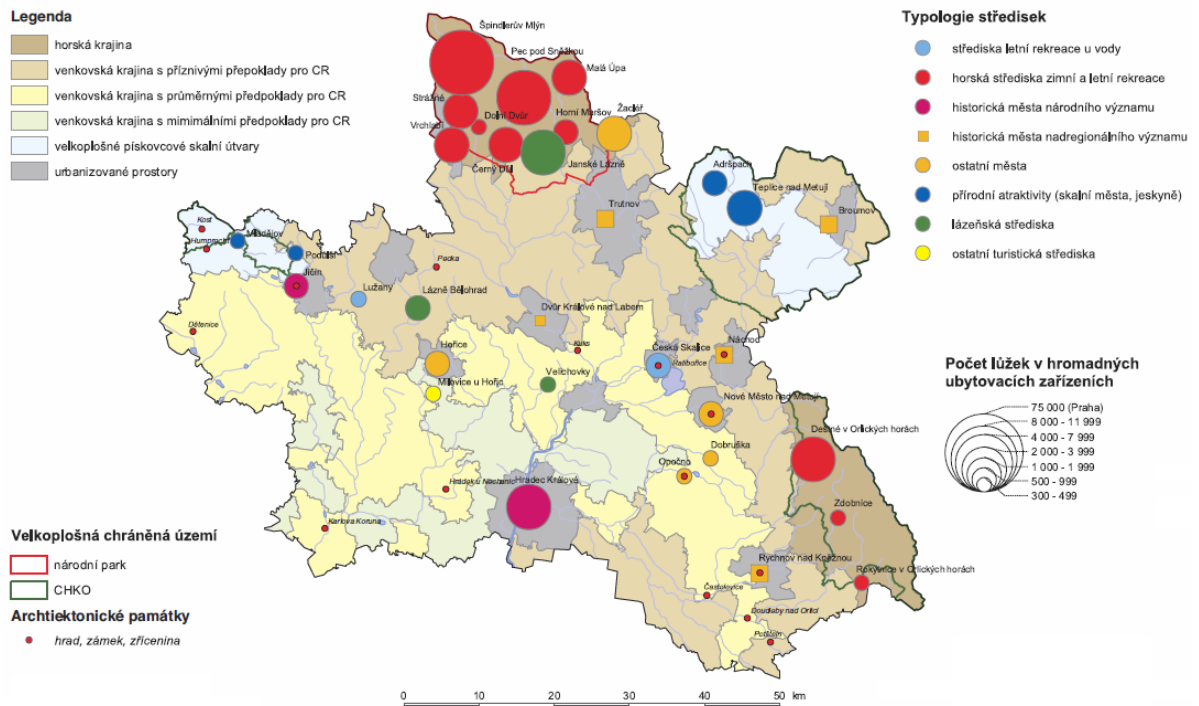 Legenda
horská krajina
venkovská krajina s příznivými přepoklady pro CR
venkovská krajina s průměrnými předpoklady pro CR
venkovská krajina s mimimálními předpoklady pro CR
velkoplošné pískovcové skalní útvary
urbanizované prostory
Typologie středisek
střediska letní rekreace u vody
horská střediska zimní a letní rekreace
historická města národního významu
historická města nadregionálního významu
ostatní města
přírodní atraktivity (skalní města, jeskyně)
lázeňská střediska
ostatní turistická střediska
Špindlerův Mlýn
Pec pod Sněžkou
Malá Úpa
Strážné
Dolní Dvůr
Horní Maršov
Žacléř
Vrchlabí
Černý Důl
Janské Lázně
Adršpach
Teplice nad Metují
Broumov
Trutnov
Kost
Humprecht
Mladějov
Podůlší
Jičín
Pecka
Lužany
Lázně Bělohrad
Dětenice
Dvůr Králové nad Labem
Hořice
Kuks
Česká Skalice
Ratibořice
Náchod
Milovice u Hořic
Velichovky
Nové Město nad Metují
Deštné v Orlických horách
Dobruška
Opočno
Hrádek u Nechanic
Hradec Králové
Karlova Koruna
Zdobnice
Rychnov nad Kněžnou
Rokytnice v Orlických horách
Častolovice
Doudleby nad Orlicí
Potštejn
Počet lůžek v hromadných
ubytovacích zařízeních
75 000 (Praha)
8 000 - 11 999
4 000 - 7 999
2 000 - 3 999
1 000 - 1 999
500 - 999
300 - 499
Velkoplošná chráněná území
národní park
CHKO
Archtiektonické památky
hrad, zámek, zřícenina
0 10 20 30 40 50 km